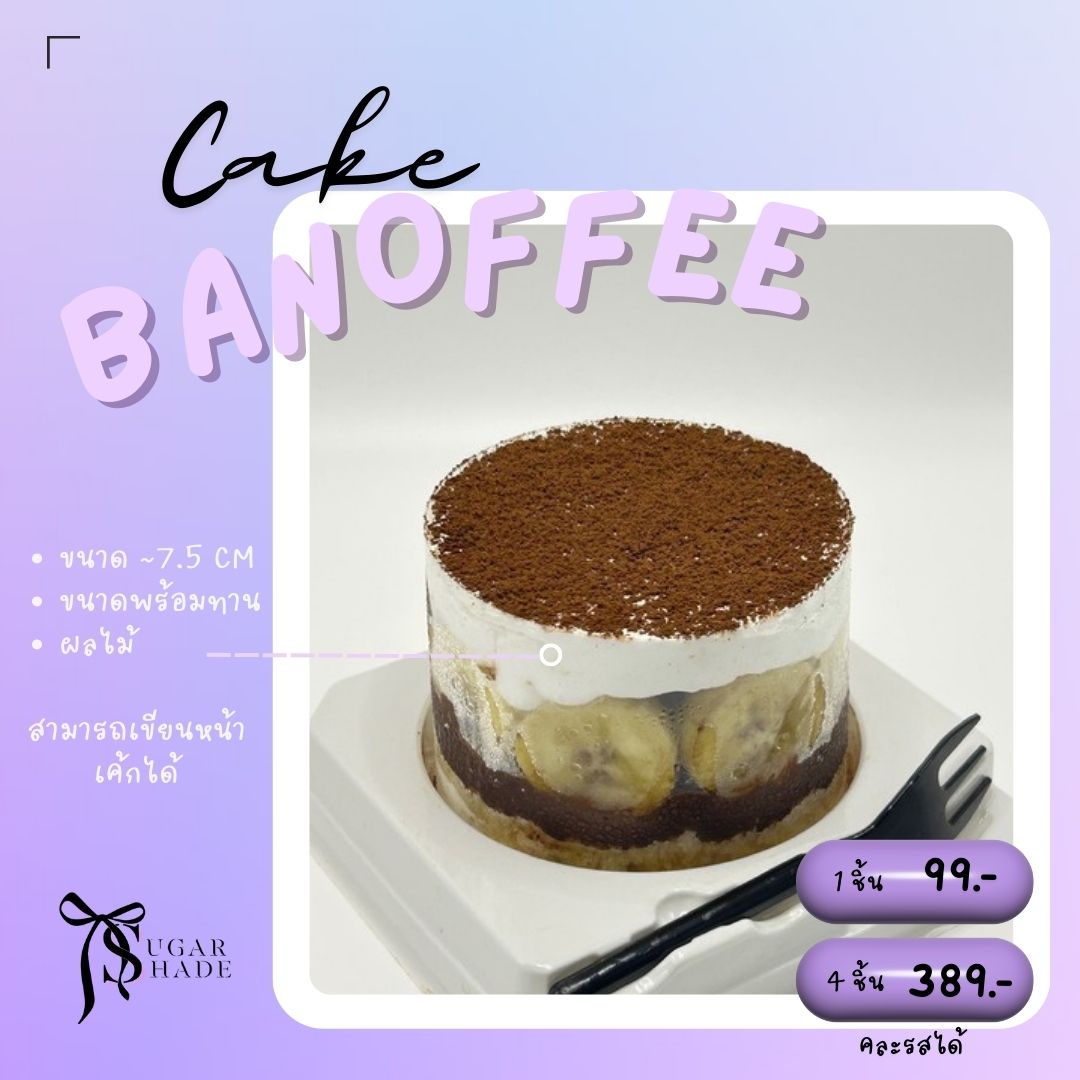 Cake
BANOFFEE
• ขนาด ~7.5 CM
• ขนาดพร้อมทาน
• ผลไม้
สามารถเขียนหน้า
เค้กได้
SUGAR
SHADE
1 ชิ้น 99.-
4 ชิ้น 389.-
คละรสได้